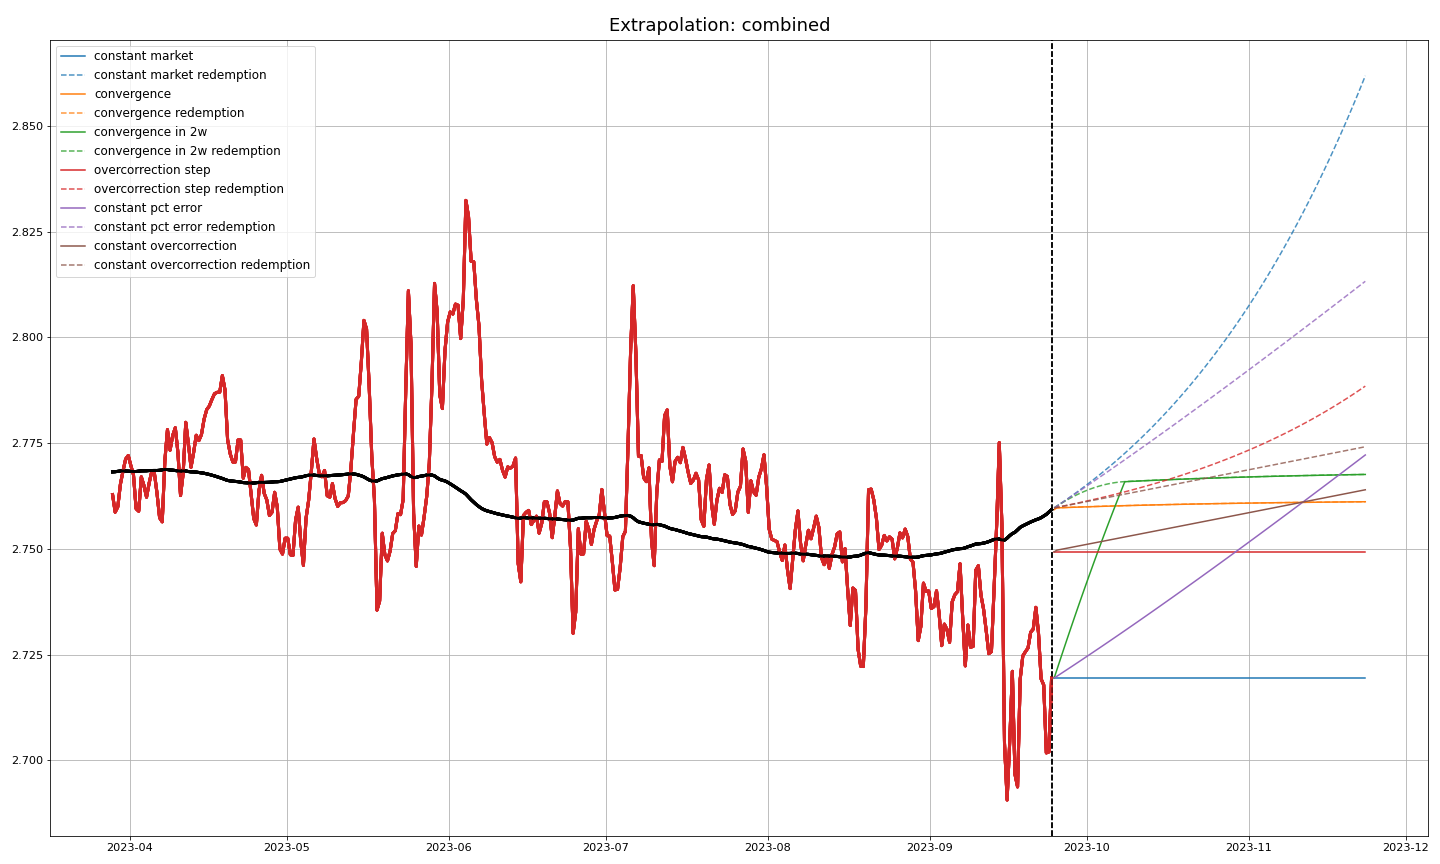 Extrapolation: combined
constant market
constant market redemption
convergence
convergence redemption
convergence in 2w
convergence in 2w redemption
overcorrection step
overcorrection step redemption
constant pct error
constant pct error redemption
constant overcorrection
constant overcorrection redemption
2.850
2.825
2.800
2.775
2.750
2.725
2.700
2023-04 2023-05 2023-06 2023-07 2023-08 2023-09 2023-10 2023-11 2023-12